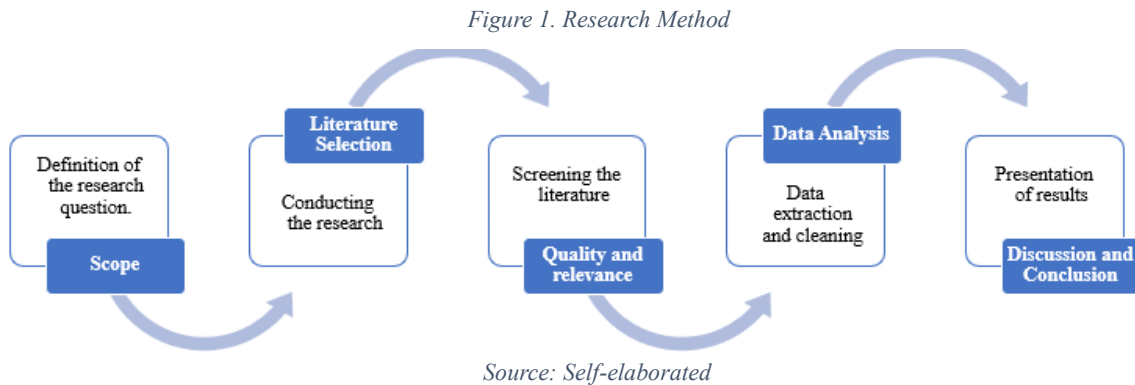 Figure 1. Research Method
Definition of
the research
question.
Scope
Literature
Selection
Conducting
the research
Screening the
literature
Quality and
relevance
Data Analysis
Data
extraction
and cleaning
Presentation
of results
Discussion and
Conclusion
Source: Self-elaborated